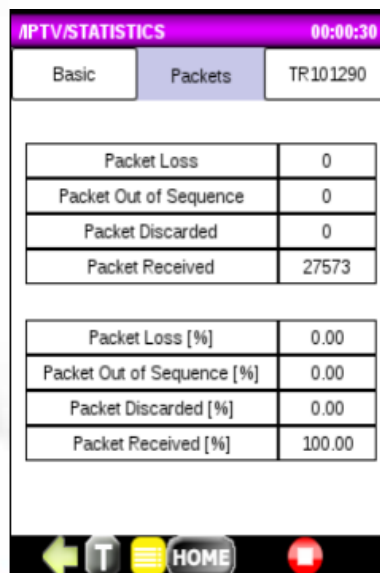 /IPTV/STATISTICS 00:00:30
Basic Packets TR101290
Packet Loss 0
Packet Out of Sequence 0
Packet Discarded 0
Packet Received 27573
Packet Loss [%] 0.00
Packet Out of Sequence [%] 0.00
Packet Discarded [%] 0.00
Packet Received [%] 100.00
T HOME